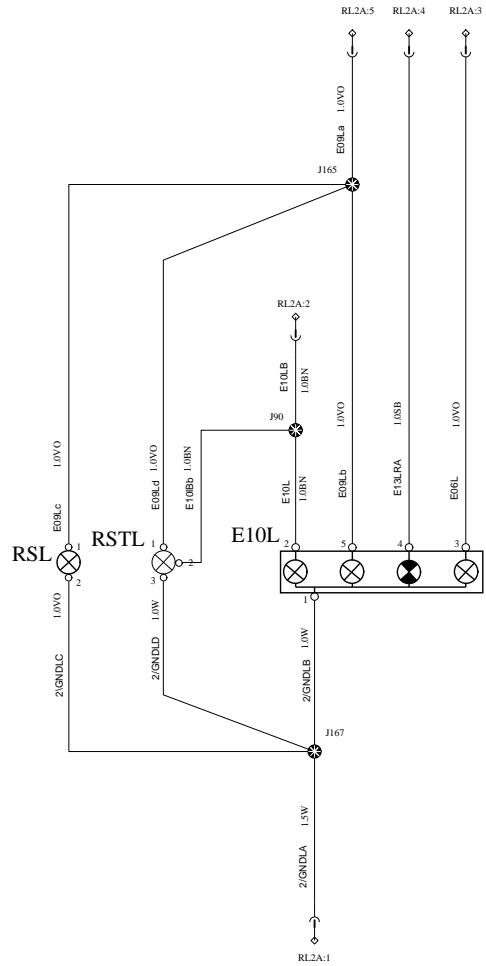 RL2A:5
RL2A:4
RL2A:3
1.0VO
E09La
J165
RL2A:2
E10LB
1.0BN
J90
1.0VO
E09Lc
1.0VO
E09Ld
1.0BN
E10lBb
E10L
1.0BN
1.0VO
E09Lb
1.0SB
E13LRA
1.0VO
E06L
RSL
1
2
RSTL
1
2
3
E10L
2
5
4
3
1
1.0VO
2\GNDLC
1.0W
2/GNDLD
1.0W
2/GNDLB
J167
1.5W
2/GNDLA
RL2A:1